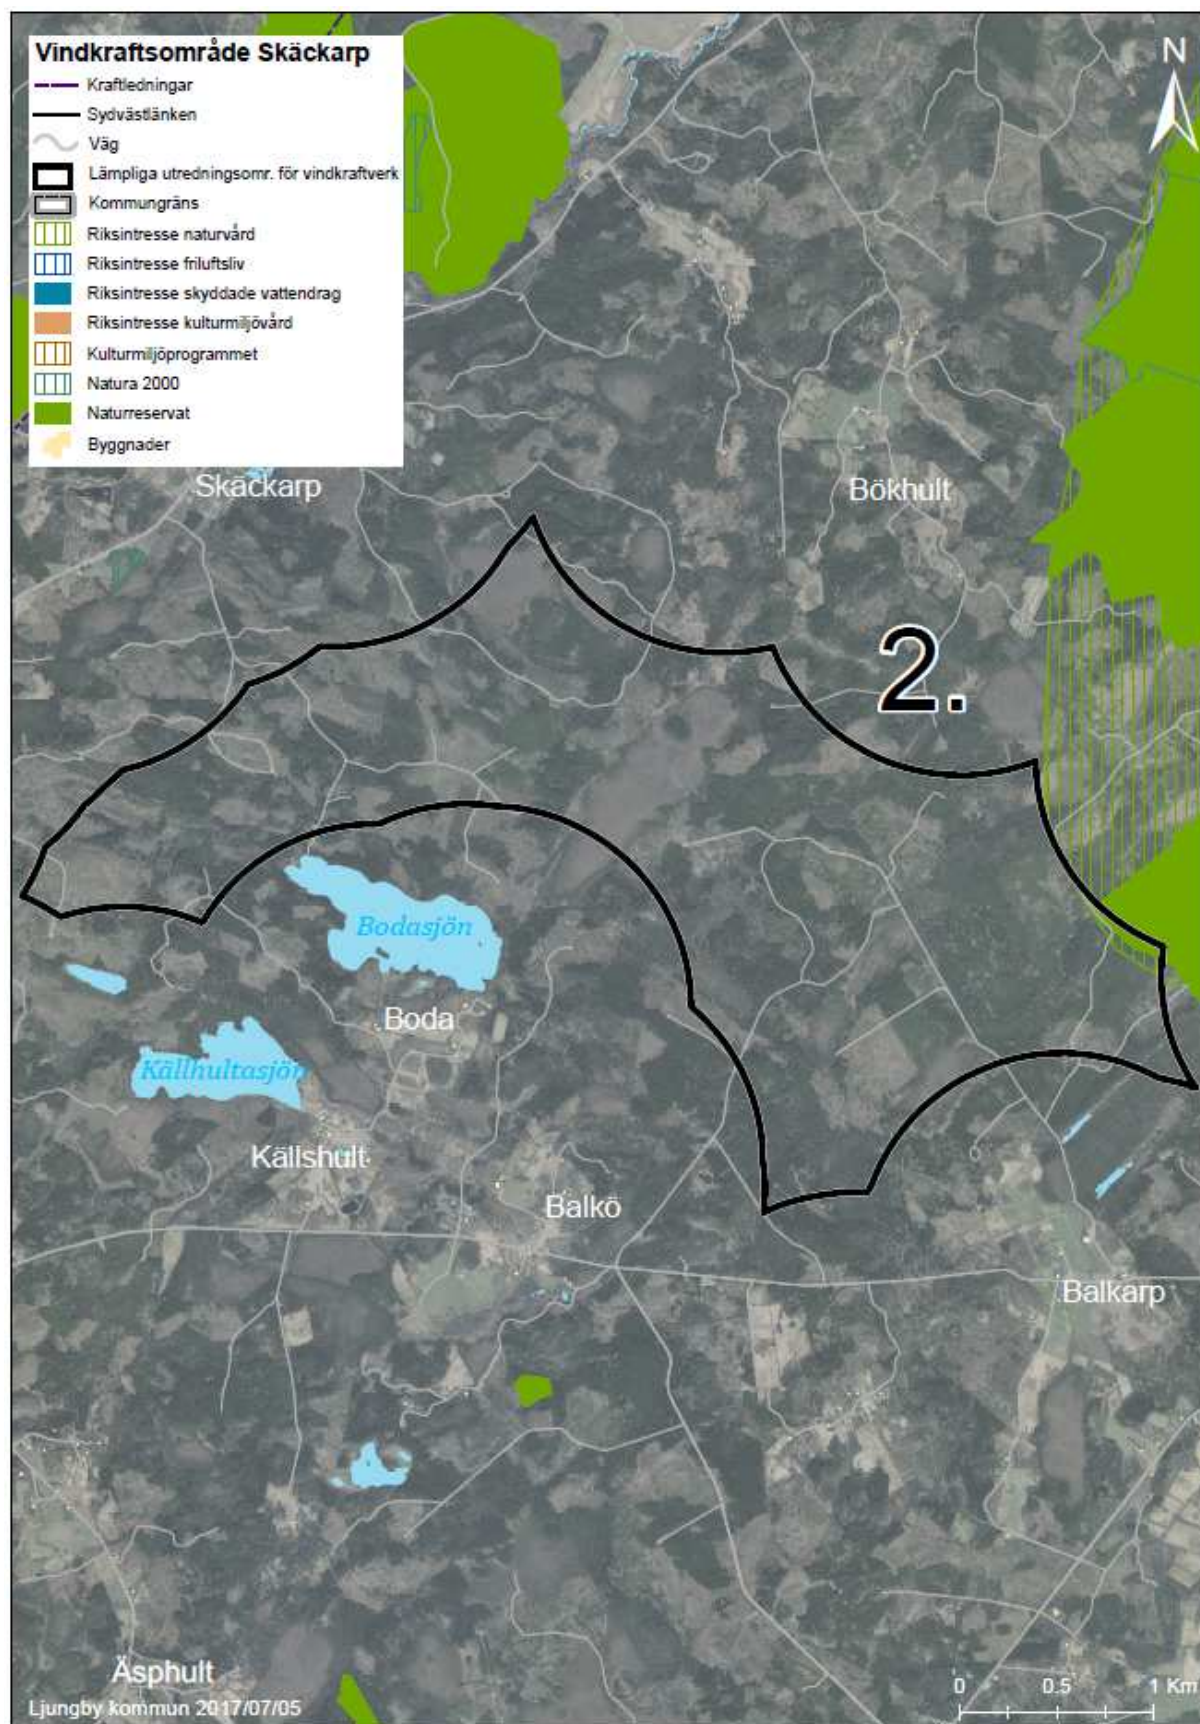 Vindkraftsområde Skäckarp
Kraftledningar
Sydvästlänken
Väg
Lämpliga utredningsomr. för vindkraftverk
Kommungräns
Riksintresse naturvård
Riksintresse friluftsliv
Riksintresse skyddade vattendrag
Riksintresse kulturmiljövård
Kulturmiljöprogrammet
Natura 2000
Naturreservat
Byggnader
N
Skäckarp
Bökhult
2.
Bodasjön
Boda
Källhultasjön
Källshult
Balkö
Balkarp
Äsphult
Ljungby kommun 2017/07/05
0 0.5 1 Km